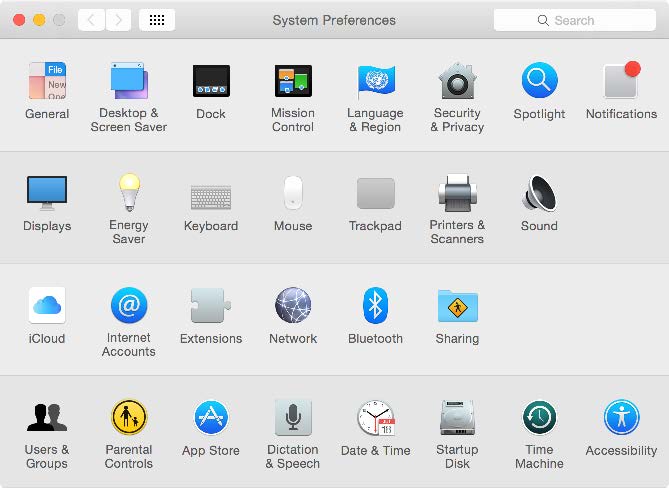 System Preferences
Search
File
New
One
General
Desktop &
Screen Saver
Dock
Mission
Control
Language
& Region
Security
& Privacy
Spotlight
Notifications
Displays
Energy
Saver
Keyboard
Mouse
Trackpad
Printers &
Scanners
Sound
iCloud
@
Internet
Accounts
Extensions
Network
Bluetooth
Sharing
Users &
Groups
Parental
Controls
App Store
Dictation
& Speech
18
Date & Time
Startup
Disk
Time
Machine
Accessibility